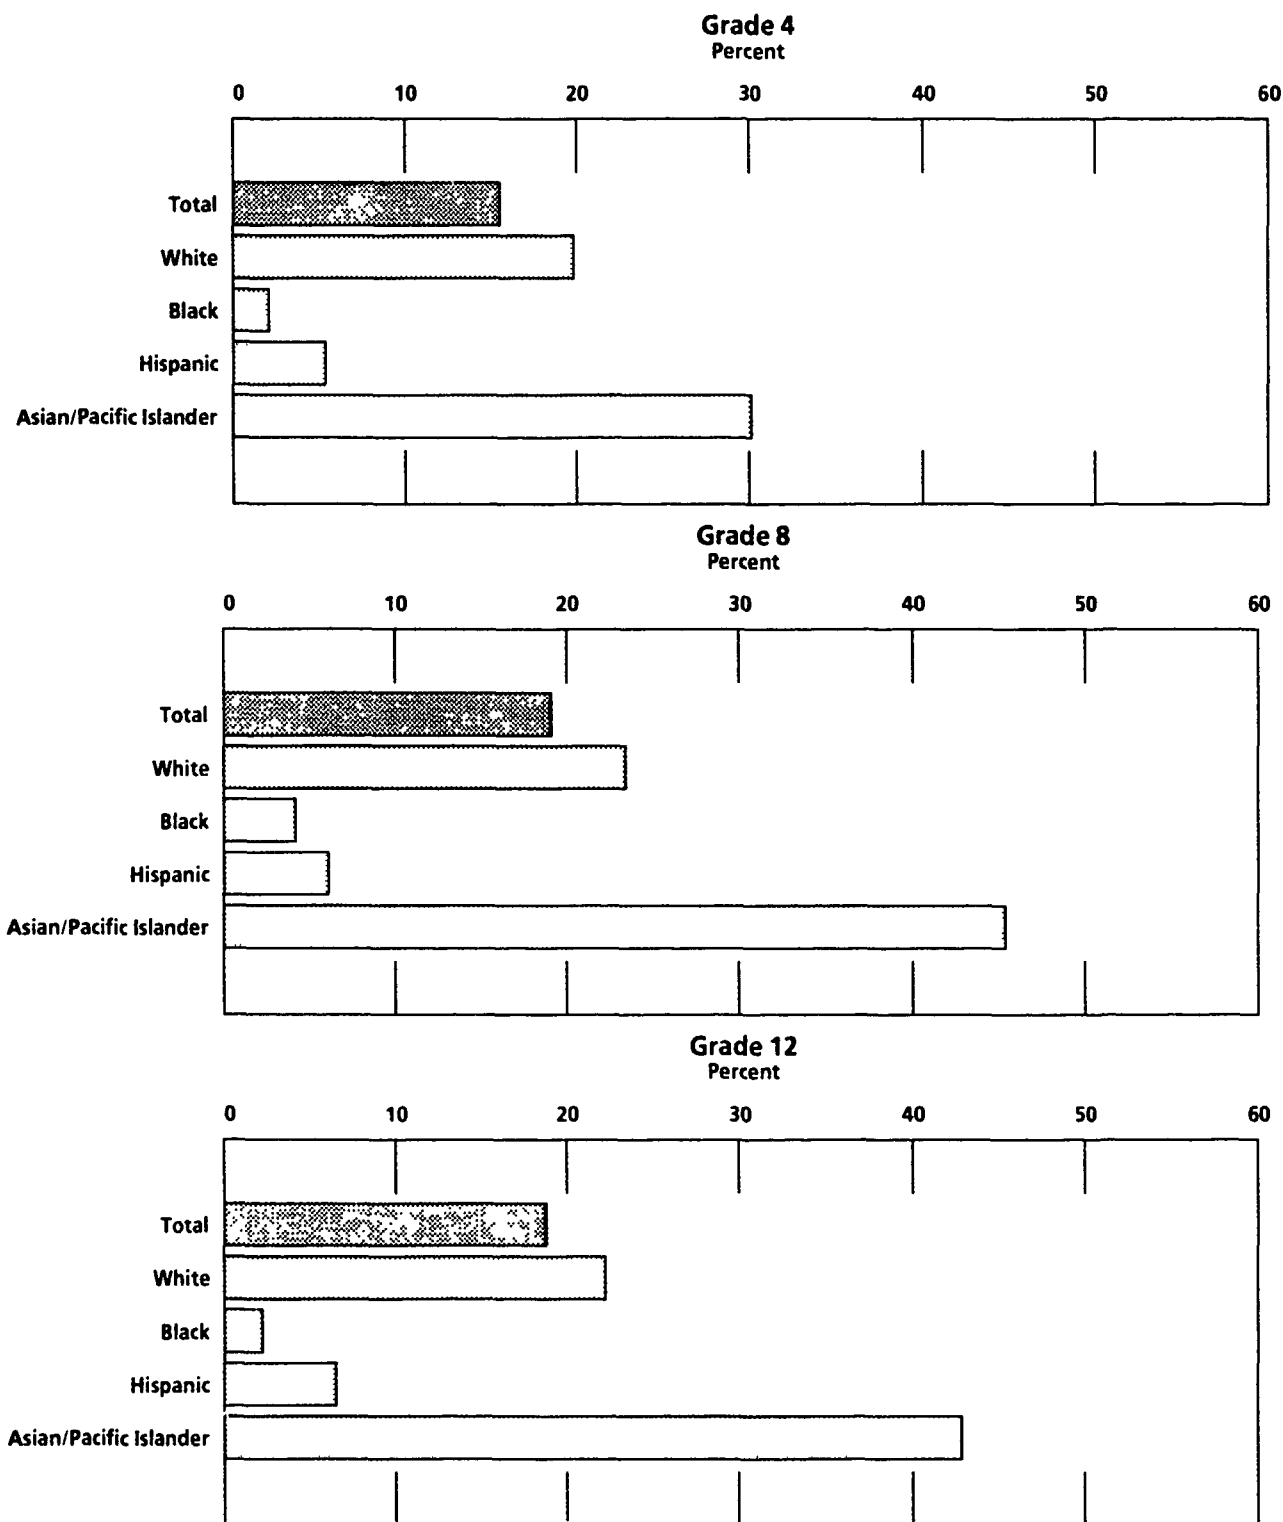 Grade 4
Percent
0 10 20 30 40 50 60
Total
White
Black
Hispanic
Asian/Pacific Islander
Grade 8
Percent
0 10 20 30 40 50 60
Total
White
Black
Hispanic
Asian/Pacific Islander
Grade 12
Percent
0 10 20 30 40 50 60
Total
White
Black
Hispanic
Asian/Pacific Islander